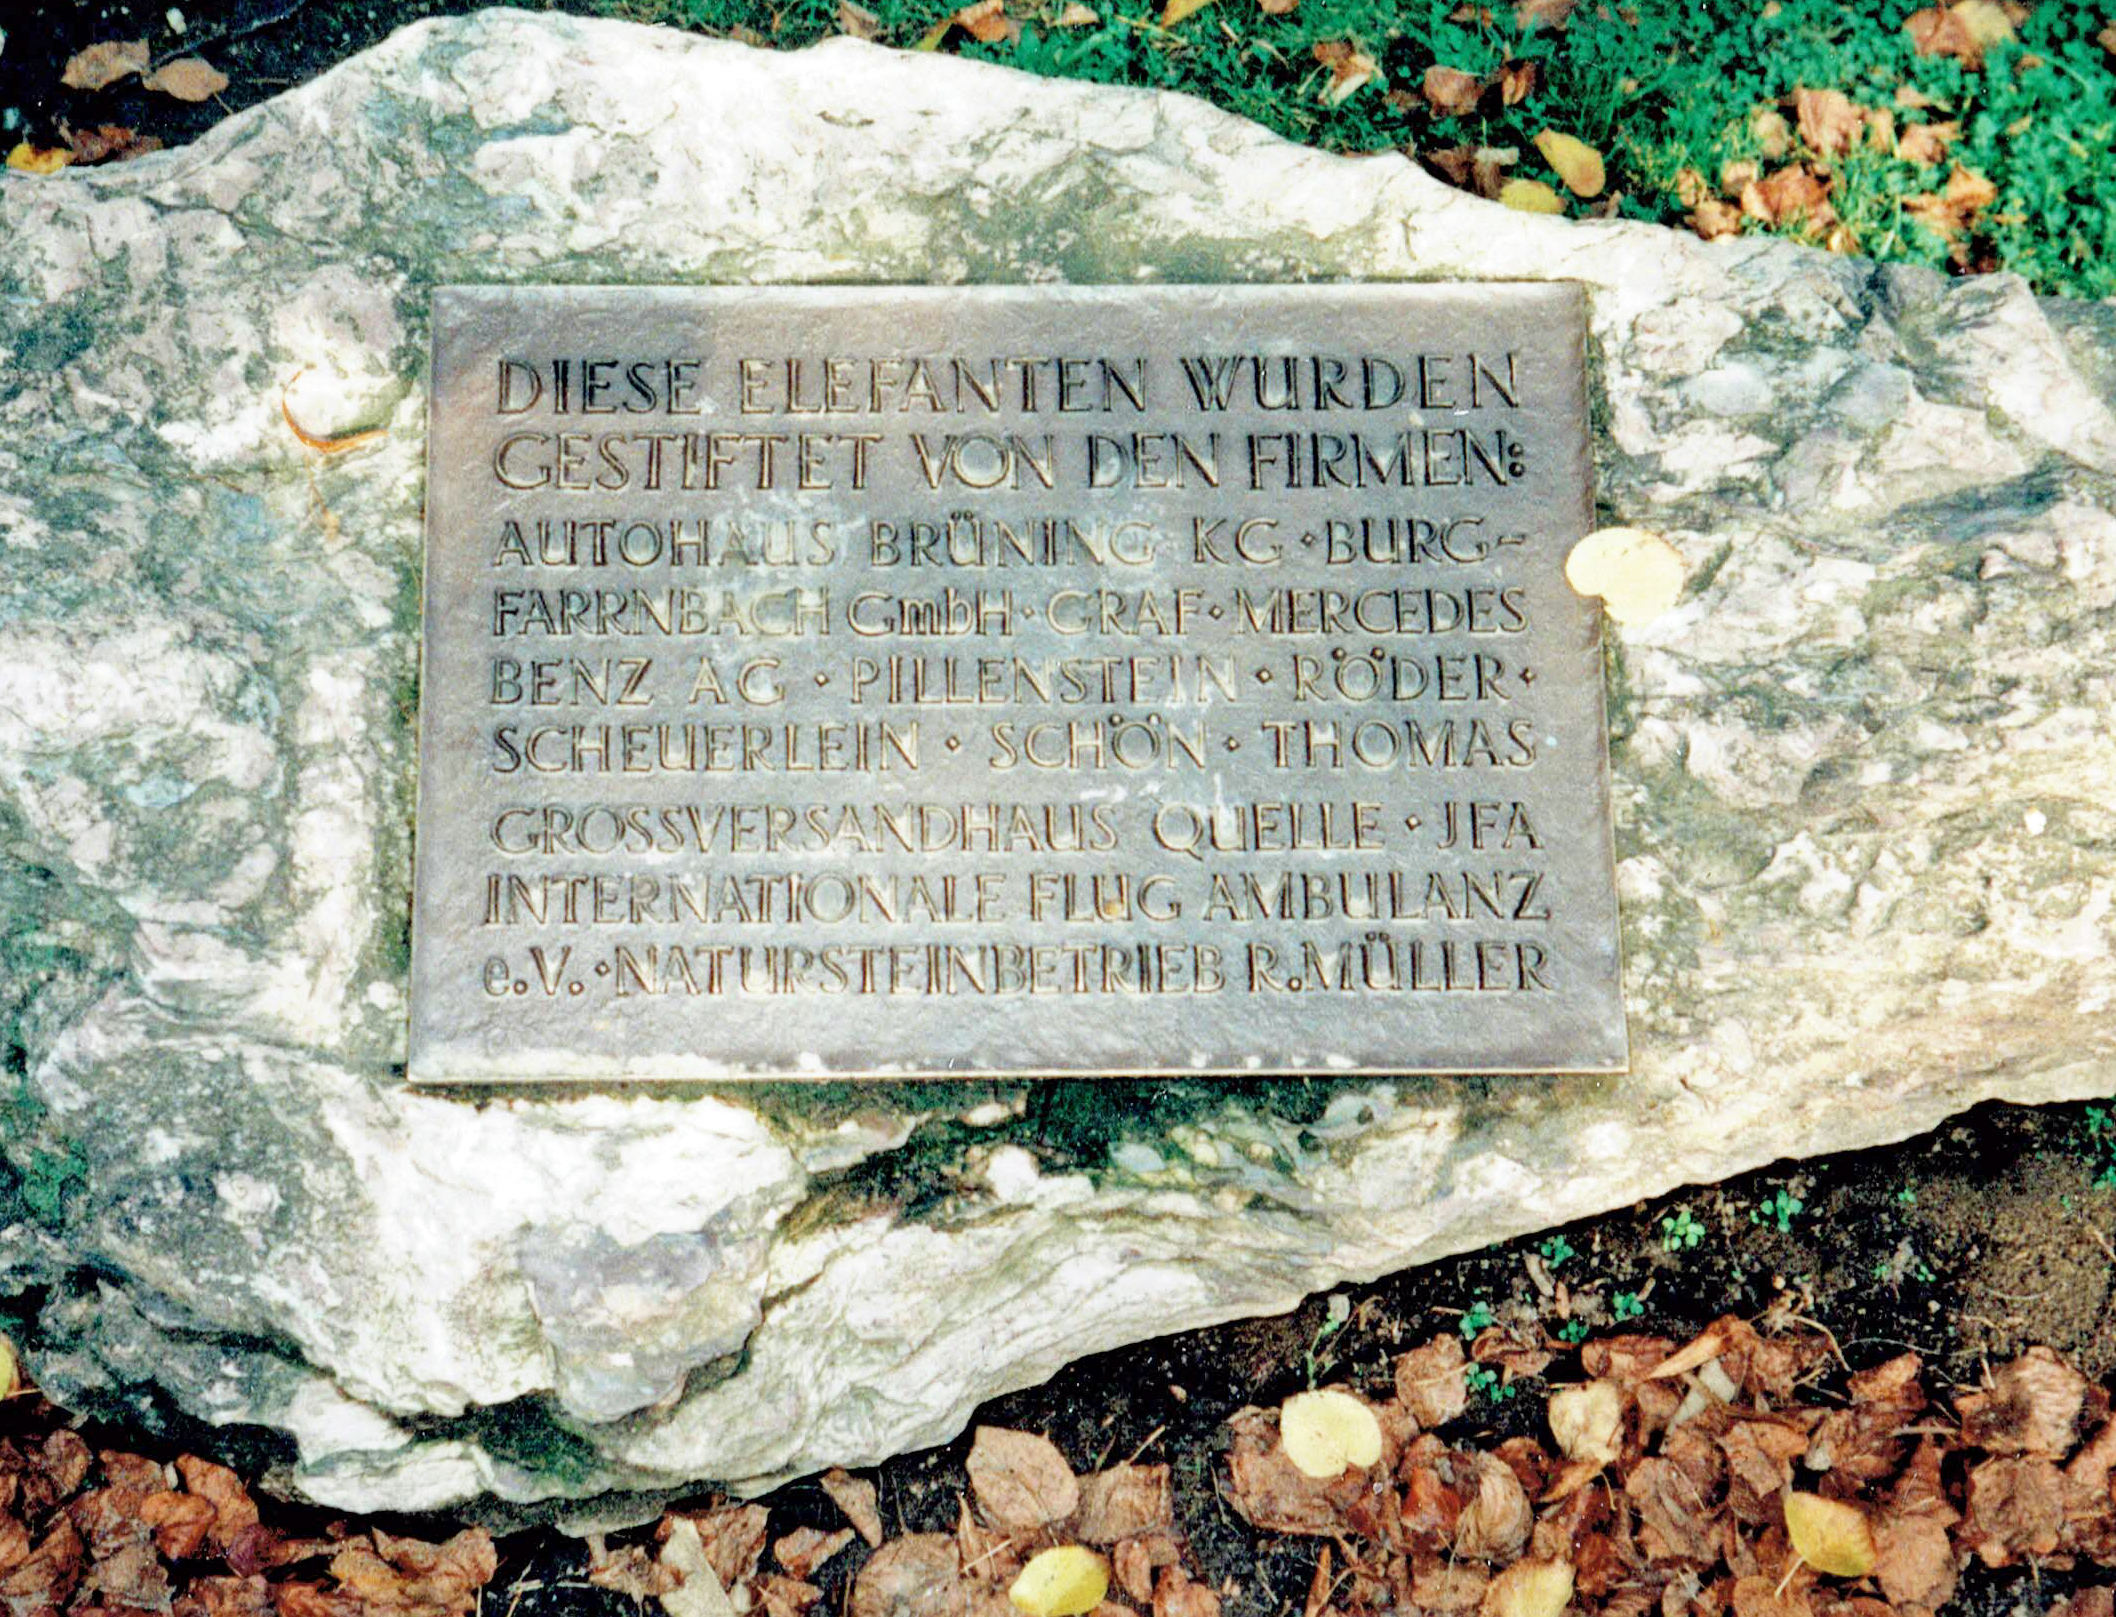 DIESE ELEFANTEN WURDEN
GESTIFTET VON DEN FIRMEN:
AUTOHAUS BRÜNING KG · BURG-
FARRNBACH GmbH · GRAF · MERCEDES
BENZ AG · PILLENSTEIN · RÖDER ·
SCHEUERLEIN · SCHÖN · THOMAS
GROSSVERSANDHAUS QUELLE · JFA
INTERNATIONALE FLUG AMBULANZ
e.V. · NATURSTEINBETRIEB R.MÜLLER